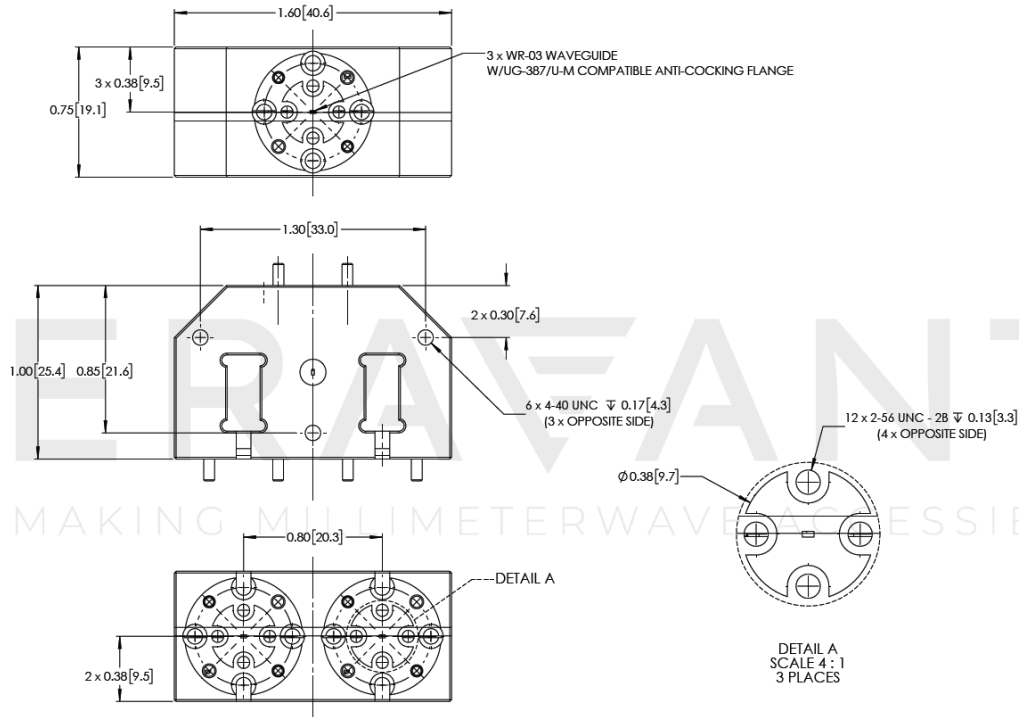 1.60[40.6]
3 x WR-03 WAVEGUIDE
W/UG-387/U-M COMPATIBLE ANTI-COCKING FLANGE
3 x 0.38[9.5]
0.75[19.1]
1.30[33.0]
2 x 0.30[7.6]
1.00[25.4]
0.85[21.6]
ERAVANT
6 x 4-40 UNC ↧ 0.17[4.3]
(3 x OPPOSITE SIDE)
12 x 2-56 UNC - 2B ↧ 0.13[3.3]
(4 x OPPOSITE SIDE)
Ø0.38[9.7]
MAKING MILLIMETERWAVE ACCESSIB
0.80[20.3]
DETAIL A
2 x 0.38[9.5]
DETAIL A
SCALE 4 : 1
3 PLACES